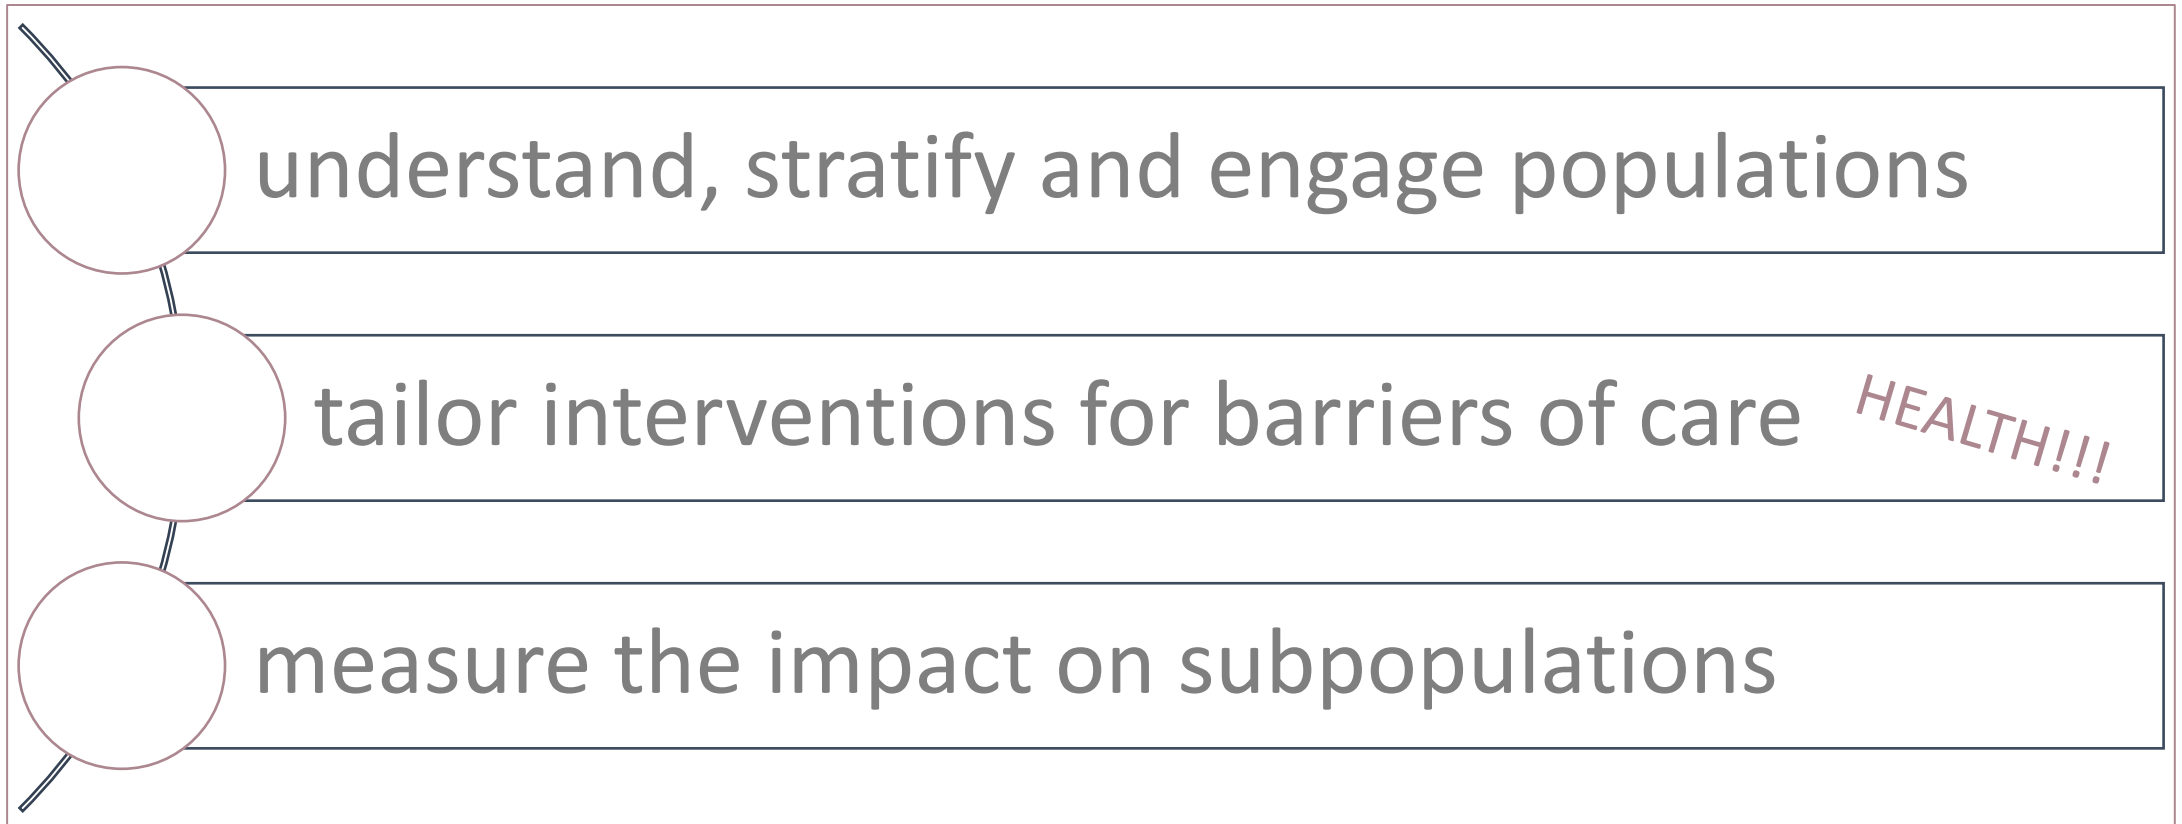 understand, stratify and engage populations
tailor interventions for barriers of care
HEALTH!!!
measure the impact on subpopulations